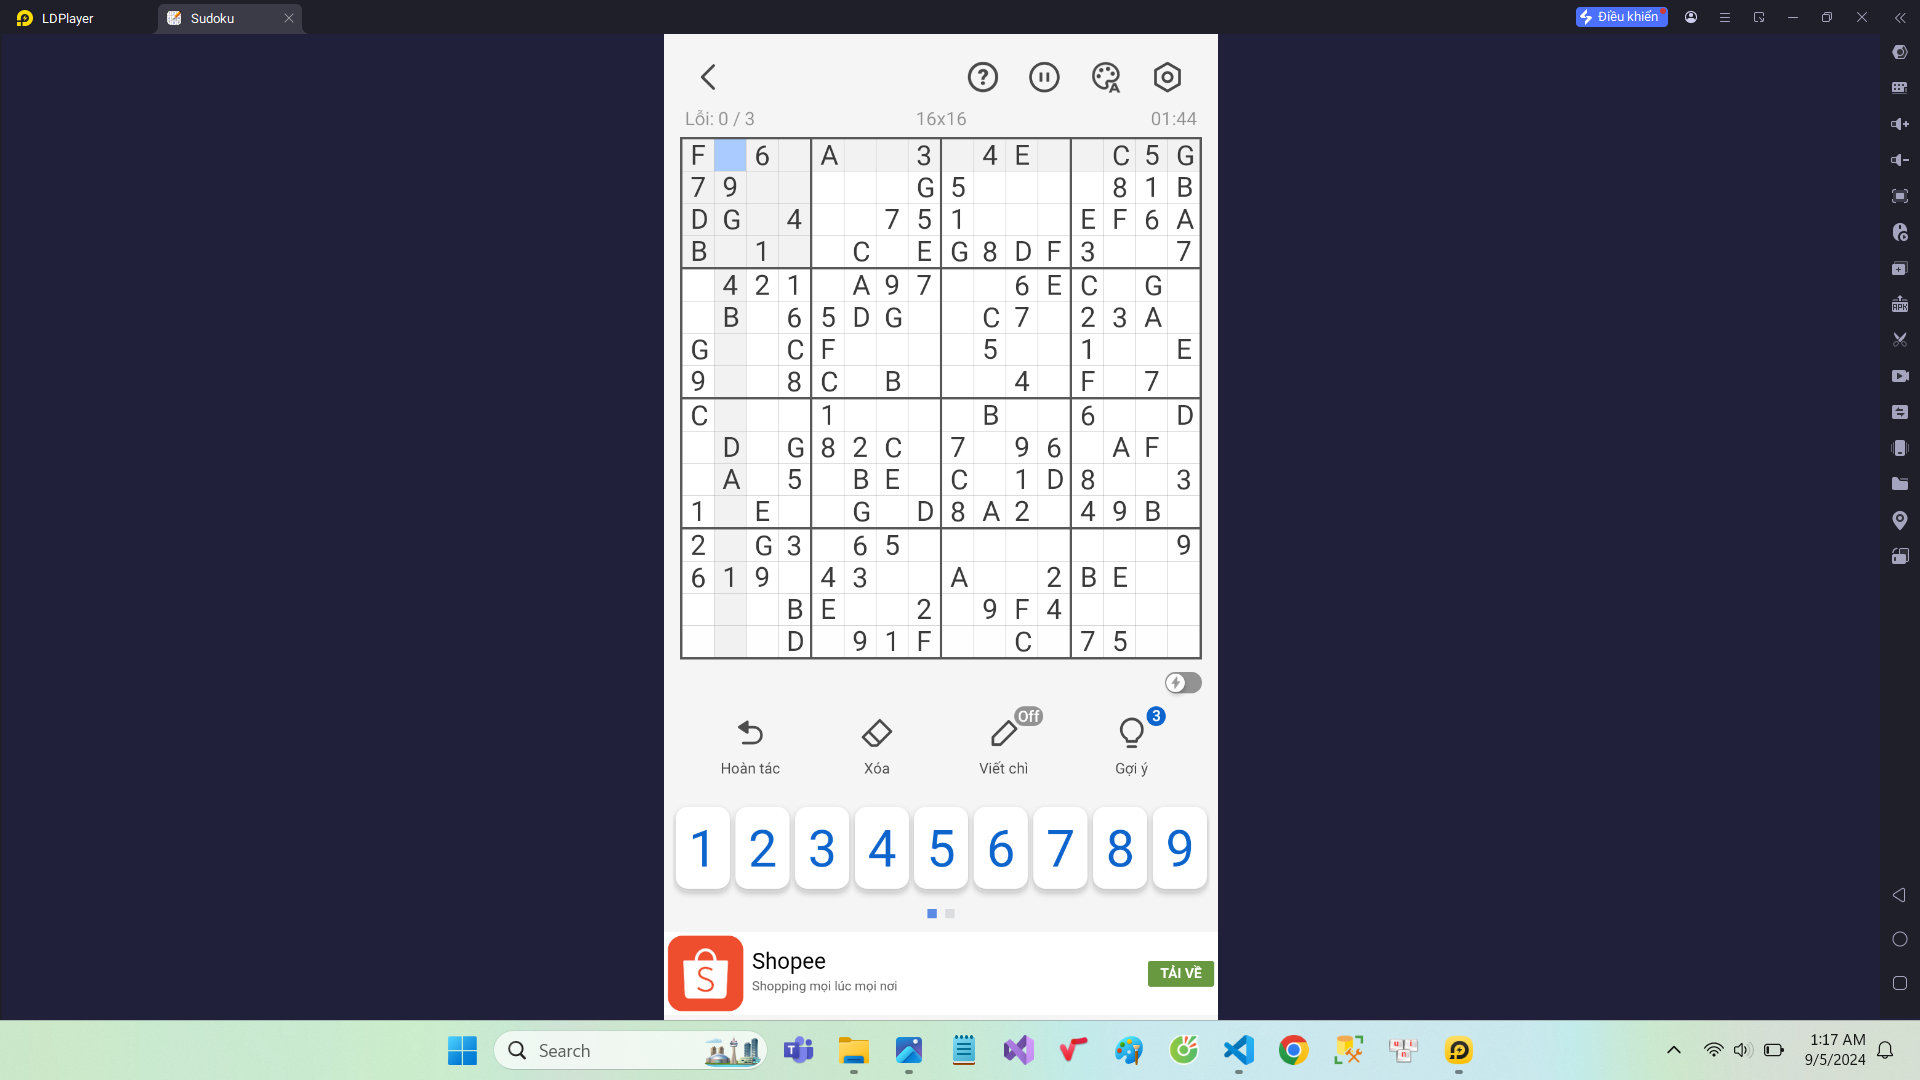 LDPlayer
Sudoku
Điều khiển
Lỗi: 0 / 3 16x16 01:44
F 6 A 3 4 E C 5 G
7 9 G 5 8 1 B
D G 4 7 5 1 E F 6 A
B 1 C E G 8 D F 3 7
4 2 1 A 9 7 6 E C G
B 6 5 D G C 7 2 3 A
G C F 5 1 E
9 8 C B 4 F 7
C 1 B 6 D
D G 8 2 C 7 9 6 A F
A 5 B E C 1 D 8 3
1 E G D 8 A 2 4 9 B
2 G 3 6 5 9
6 1 9 4 3 A 2 B E
B E 2 9 F 4
D 9 1 F C 7 5
Off 3
Hoàn tác Xóa Viết chì Gợi ý
1 2 3 4 5 6 7 8 9
Shopee
Shopping mọi lúc mọi nơi
TẢI VỀ
Search
1:17 AM
9/5/2024